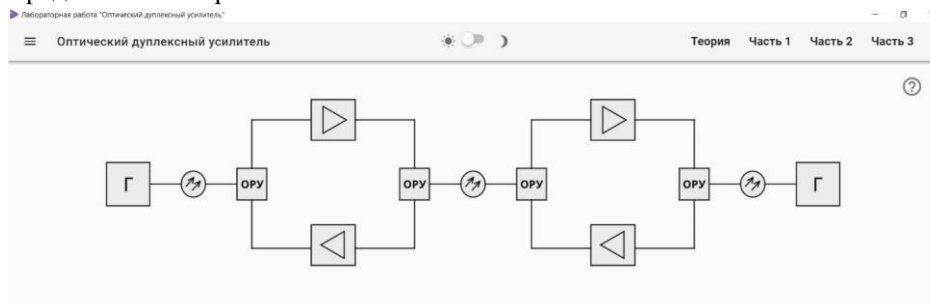 Лабораторная работа "Оптический дуплексный усилитель"
Оптический дуплексный усилитель
Теория Часть 1 Часть 2 Часть 3
Г ОРУ ОРУ ОРУ ОРУ Г